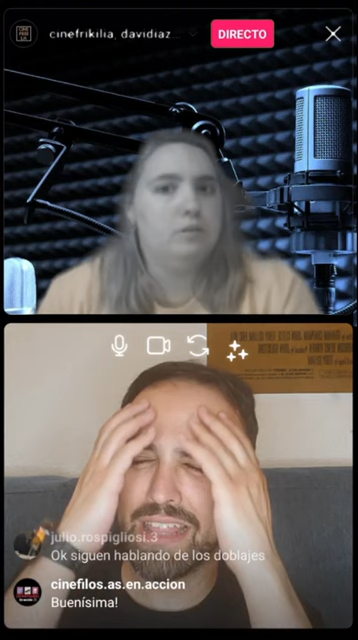 cinefrikilia, davidiaz...
DIRECTO
julio.rospigliosi.3
Ok siguen hablando de los doblajes
cinefilos.as.en.accion
Buenísima!